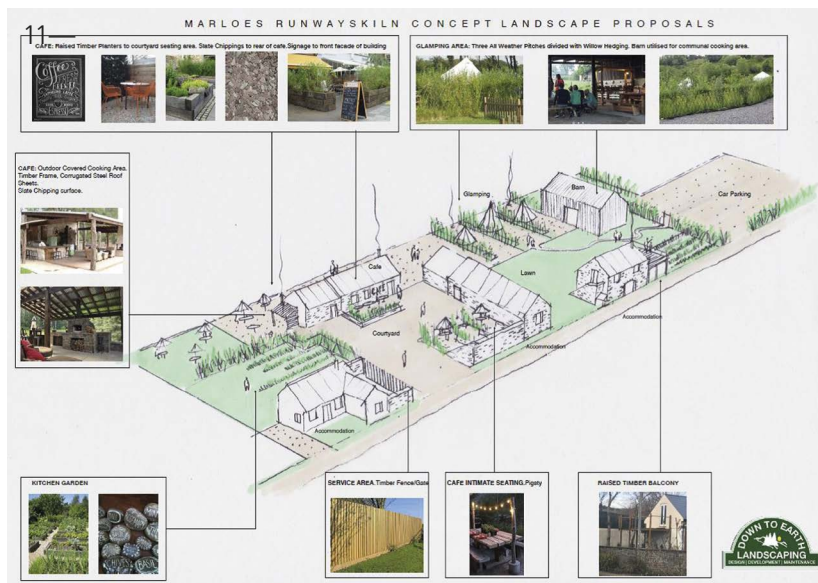 MARLOES RUNWAYSKILN CONCEPT LANDSCAPE PROPOSALS
11
CAFE: Raised Timber Planters to courtyard seating area. Slate Chippings to rear of cafe.Signage to front facade of building
GLAMPING AREA: Three All Weather Pitches divided with Willow Hedging. Barn utilised for communal cooking area.
Coffee
CAFE: Outdoor Covered Cooking Area.
Timber Frame, Corrugated Steel Roof
Sheets.
Slate Chipping surface.
Glamping
Barn
Car Parking
Cafe
Lawn
Courtyard
Accommodation
Accommodation
Accommodation
KITCHEN GARDEN
SERVICE AREA.Timber Fence/Gate
CAFE INTIMATE SEATING.Pigsty
RAISED TIMBER BALCONY
DOWN TO EARTH
LANDSCAPING
DESIGN | DEVELOPMENT | MAINTENANCE